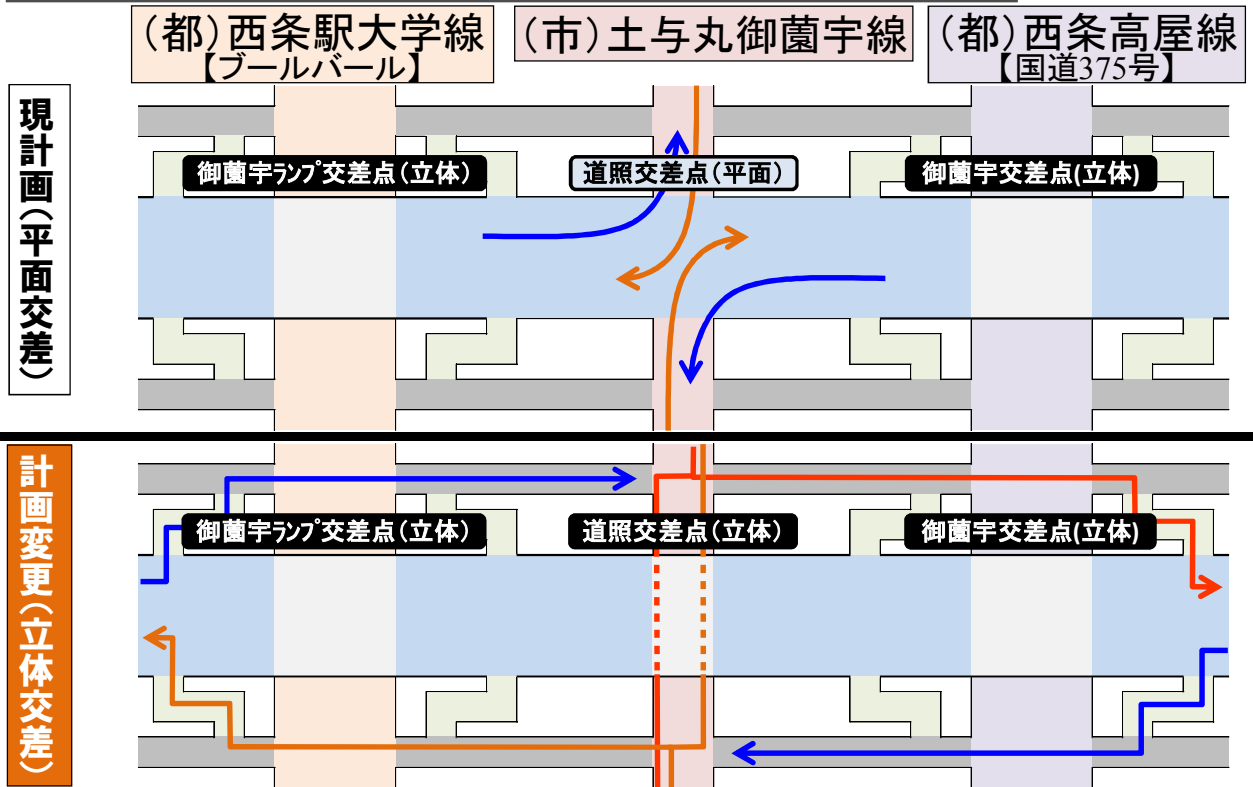 (都)西条駅大学線
【ブールバール】
(市)土与丸御薗宇線
(都)西条高屋線
【国道375号】
現計画(平面交差)
御薗宇ランプ交差点(立体)
道照交差点(平面)
御薗宇交差点(立体)
計画変更(立体交差)
御薗宇ランプ交差点(立体)
道照交差点(立体)
御薗宇交差点(立体)